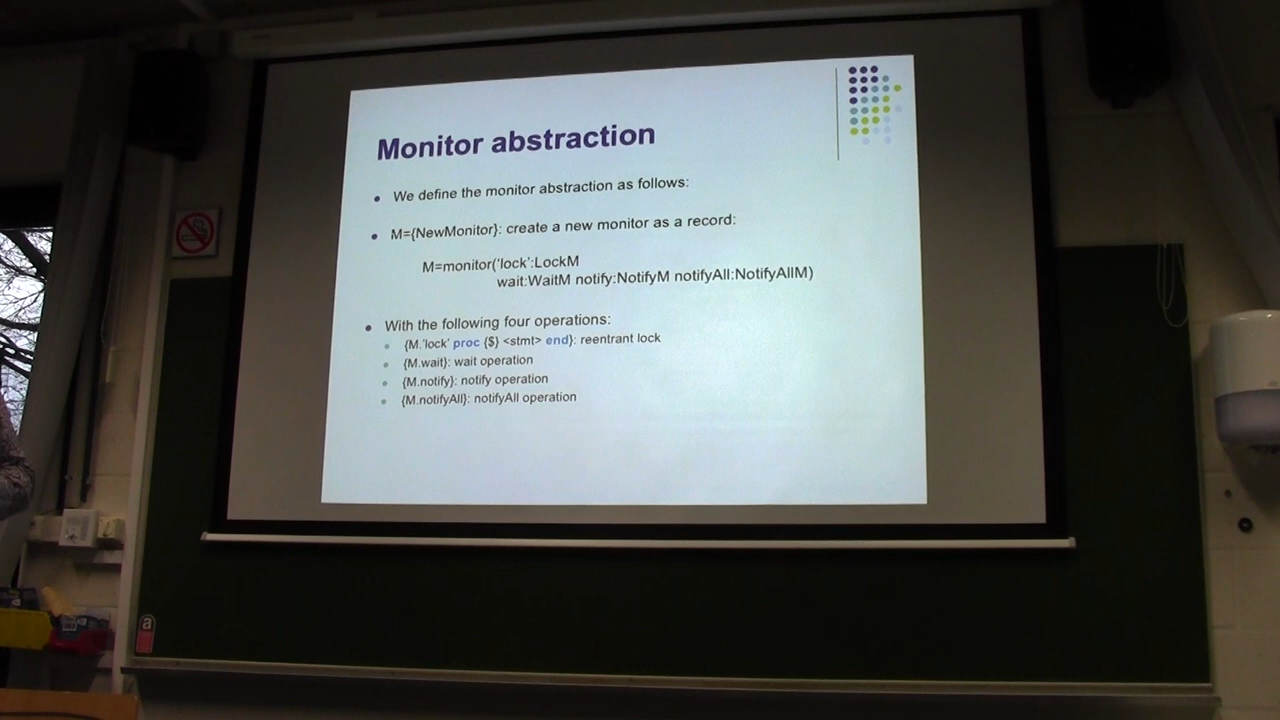 Monitor abstraction
We define the monitor abstraction as follows:
M={NewMonitor}: create a new monitor as a record:
M=monitor('lock':LockM
wait:WaitM notify:NotifyM notifyAll:NotifyAllM)
With the following four operations:
{M.'lock' proc {$} <stmt> end}: reentrant lock
{M.wait}: wait operation
{M.notify}: notify operation
{M.notifyAll}: notifyAll operation
a